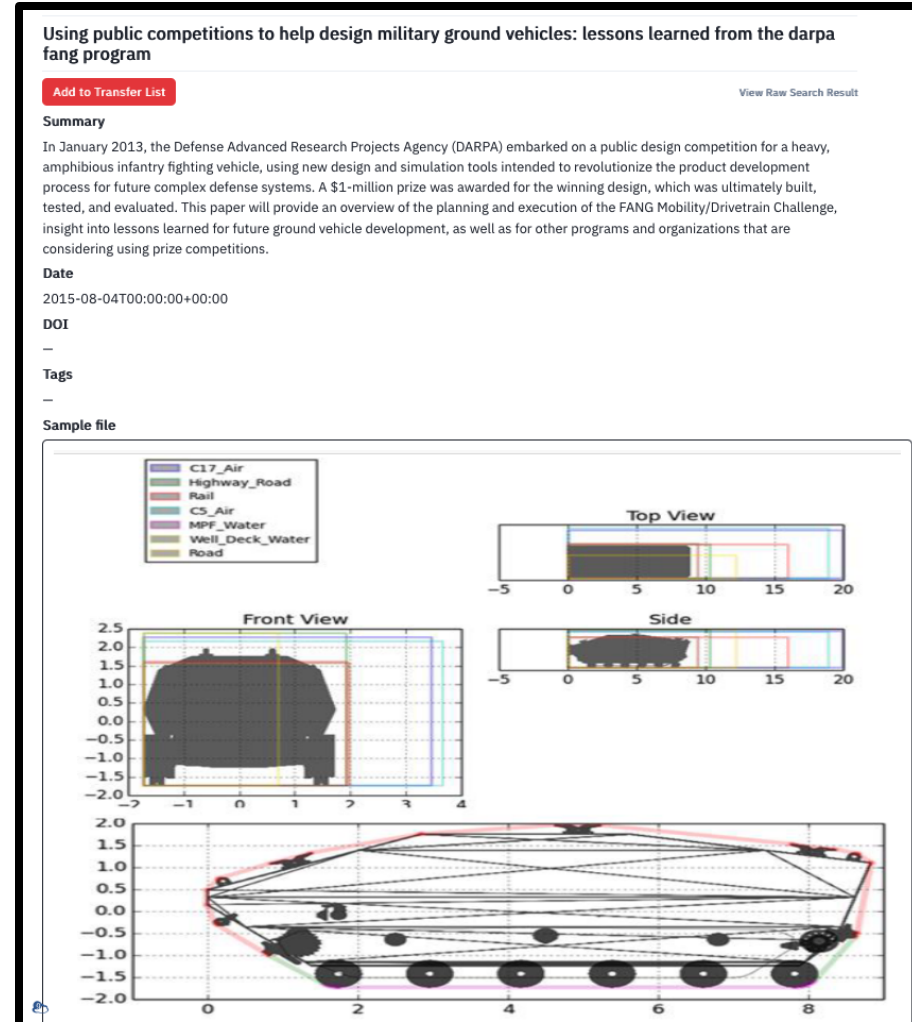 Using public competitions to help design military ground vehicles: lessons learned from the darpa
fang program
Add to Transfer List
View Raw Search Result
Summary
In January 2013, the Defense Advanced Research Projects Agency (DARPA) embarked on a public design competition for a heavy,
amphibious infantry fighting vehicle, using new design and simulation tools intended to revolutionize the product development
process for future complex defense systems. A $1-million prize was awarded for the winning design, which was ultimately built,
tested, and evaluated. This paper will provide an overview of the planning and execution of the FANG Mobility/Drivetrain Challenge,
insight into lessons learned for future ground vehicle development, as well as for other programs and organizations that are
considering using prize competitions.
Date
2015-08-04T00:00:00+00:00
DOI
—
Tags
—
Sample file
C17_Air
Highway_Road
Rail
C5_Air
MPF_Water
Well_Deck_Water
Road
Top View
−5 0 5 10 15 20
Front View
2.5
2.0
1.5
1.0
0.5
0.0
−0.5
−1.0
−1.5
−2.0
−2 −1 0 1 2 3 4
Side
−5 0 5 10 15 20
2.0
1.5
1.0
0.5
0.0
−0.5
−1.0
−1.5
−2.0
0 2 4 6 8